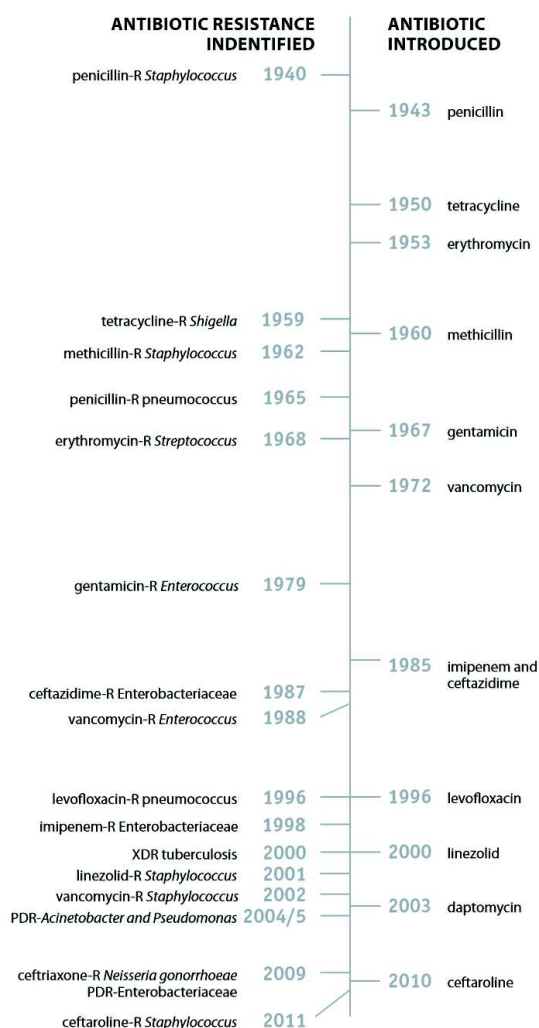 ANTIBIOTIC RESISTANCE
INDENTIFIED
ANTIBIOTIC
INTRODUCED
penicillin-R Staphylococcus 1940
1943 penicillin
1950 tetracycline
1953 erythromycin
tetracycline-R Shigella 1959
1960 methicillin
methicillin-R Staphylococcus 1962
penicillin-R pneumococcus 1965
1967 gentamicin
erythromycin-R Streptococcus 1968
1972 vancomycin
gentamicin-R Enterococcus 1979
1985 imipenem and
ceftazidime
ceftazidime-R Enterobacteriaceae 1987
vancomycin-R Enterococcus 1988
levofloxacin-R pneumococcus 1996
1996 levofloxacin
imipenem-R Enterobacteriaceae 1998
XDR tuberculosis 2000
2000 linezolid
linezolid-R Staphylococcus 2001
vancomycin-R Staphylococcus 2002
2003 daptomycin
PDR-Acinetobacter and Pseudomonas 2004/5
ceftriaxone-R Neisseria gonorrhoeae 2009
PDR-Enterobacteriaceae
2010 ceftaroline
ceftaroline-R Staphylococcus 2011